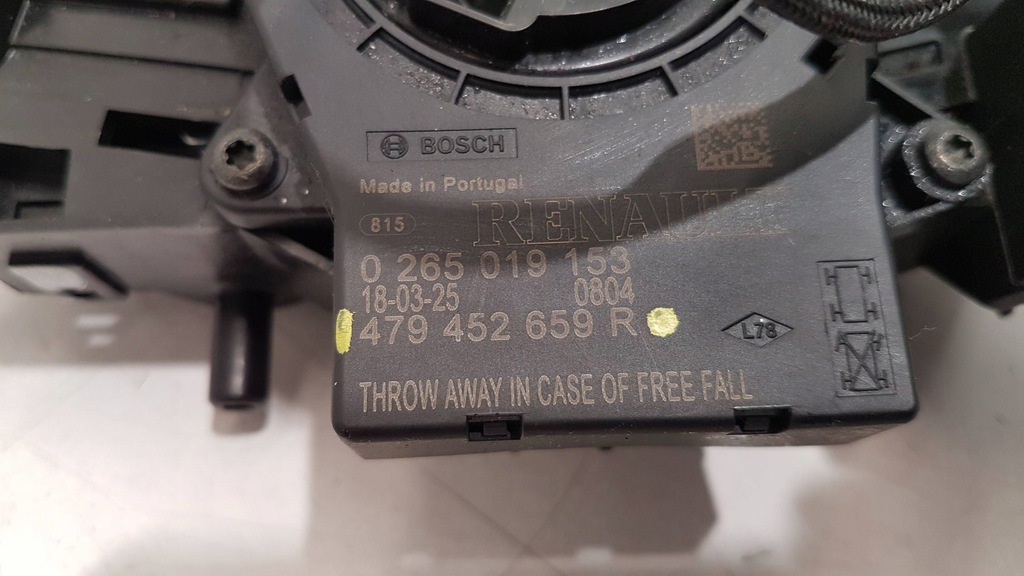 BOSCH
Made in Portugal
815
RENAULT
0 265 019 153
18-03-25 0804
479 452 659 R
L78
THROW AWAY IN CASE OF FREE FALL